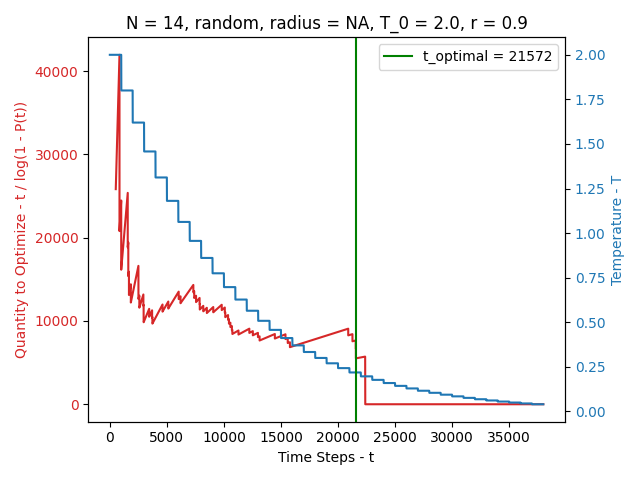 N = 14, random, radius = NA, T_0 = 2.0, r = 0.9
t_optimal = 21572
Quantity to Optimize - t / log(1 - P(t))
40000
30000
20000
10000
0
2.00
1.75
1.50
1.25
1.00
0.75
0.50
0.25
0.00
Temperature - T
0 5000 10000 15000 20000 25000 30000 35000
Time Steps - t